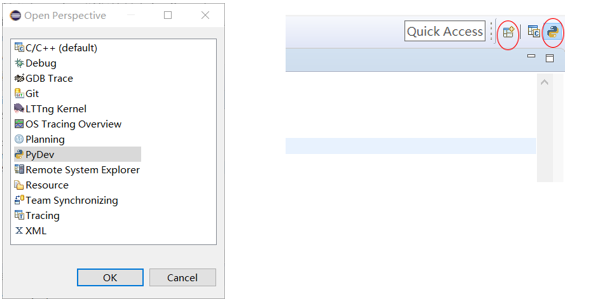 Open Perspective
C/C++ (default)
Debug
GDB Trace
Git
LTTng Kernel
OS Tracing Overview
Planning
PyDev
Remote System Explorer
Resource
Team Synchronizing
Tracing
XML
OK
Cancel
Quick Access